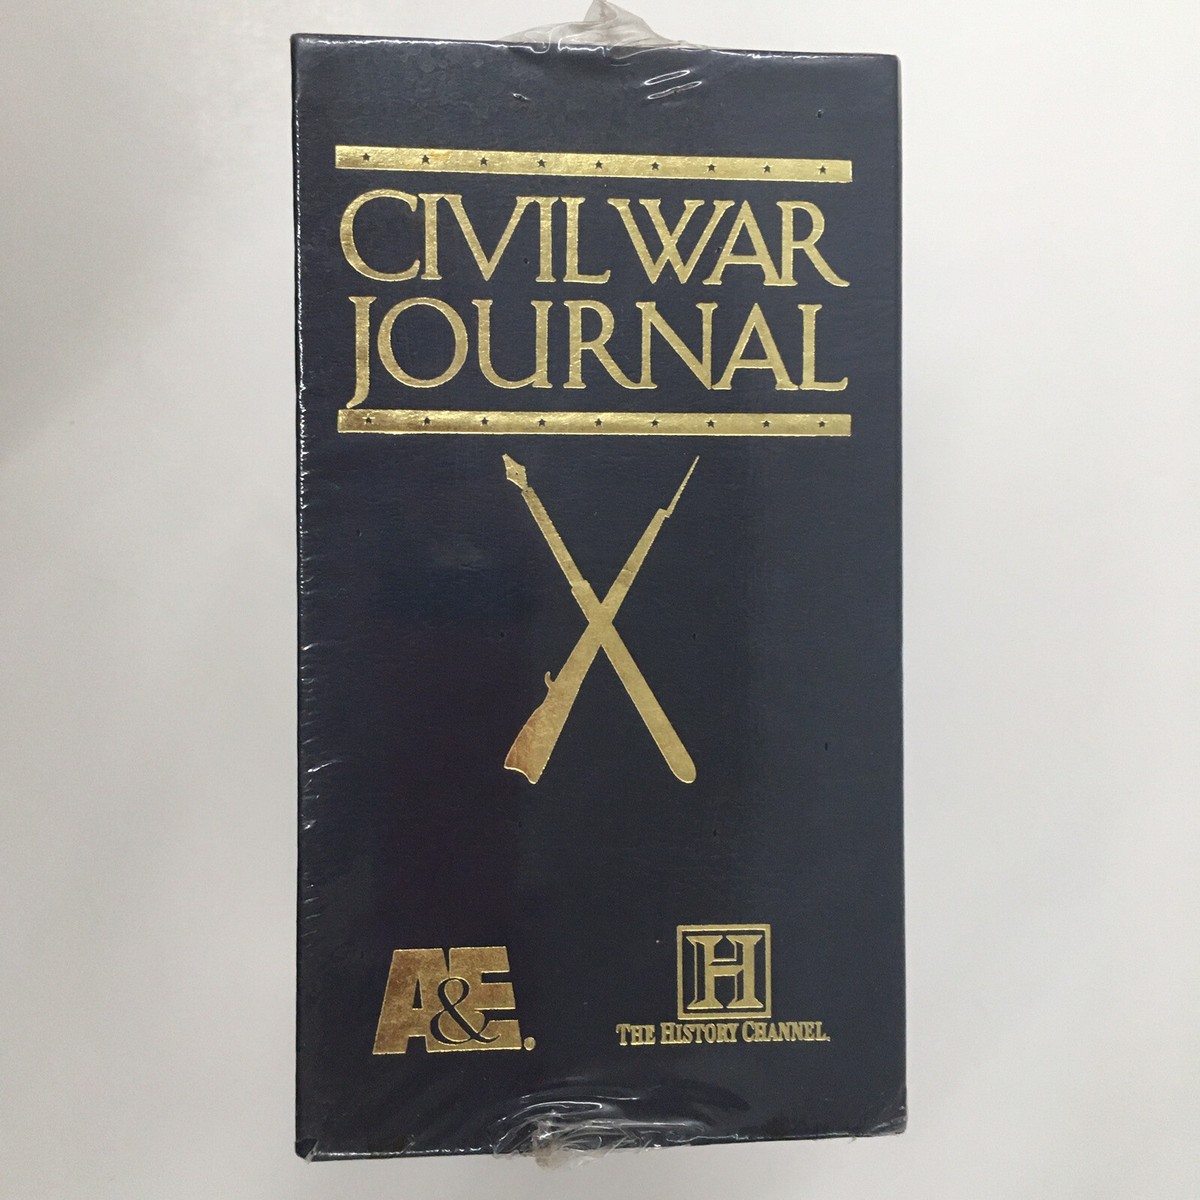 CIVIL WAR
JOURNAL
A&E.
H
THE HISTORY CHANNEL.